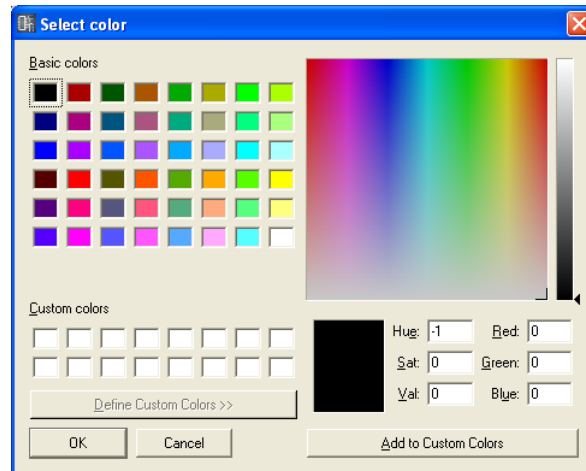 Select color
Basic colors
Custom colors
Define Custom Colors >>
OK Cancel
Hue: -1 Red: 0
Sat: 0 Green: 0
Val: 0 Blue: 0
Add to Custom Colors